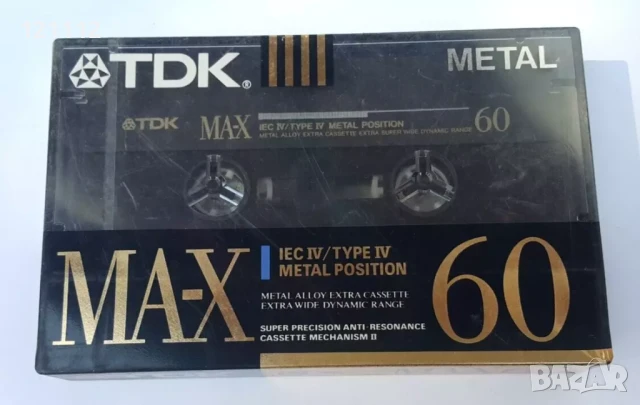 TDK®
METAL
TDK
MA-X
IEC IV/TYPE IV METAL POSITION
METAL ALLOY EXTRA CASSETTE EXTRA SUPER WIDE DYNAMIC RANGE
60
MA-X
IEC IV/TYPE IV
METAL POSITION
METAL ALLOY EXTRA CASSETTE
EXTRA WIDE DYNAMIC RANGE
SUPER PRECISION ANTI-RESONANCE
CASSETTE MECHANISM II
60
BAZAR